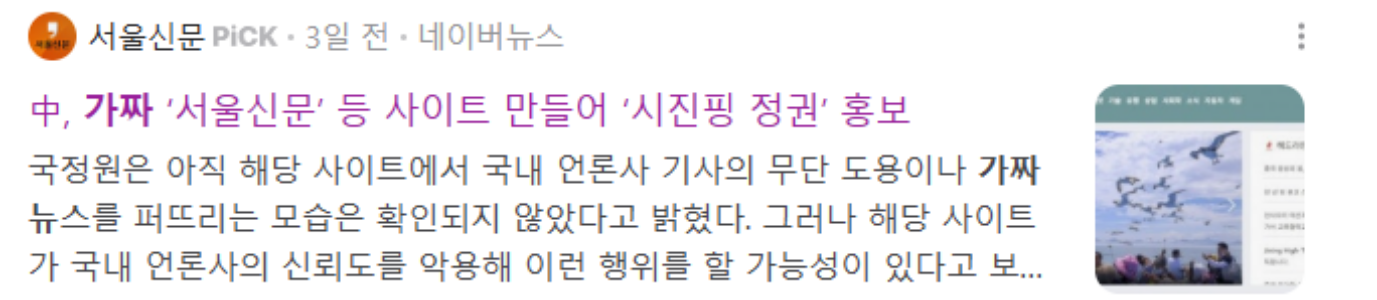 서울신문 PiCK · 3일 전 · 네이버뉴스
中, 가짜 ‘서울신문’ 등 사이트 만들어 ‘시진핑 정권’ 홍보
국정원은 아직 해당 사이트에서 국내 언론사 기사의 무단 도용이나 가짜
뉴스를 퍼뜨리는 모습은 확인되지 않았다고 밝혔다. 그러나 해당 사이트
가 국내 언론사의 신뢰도를 악용해 이런 행위를 할 가능성이 있다고 보...